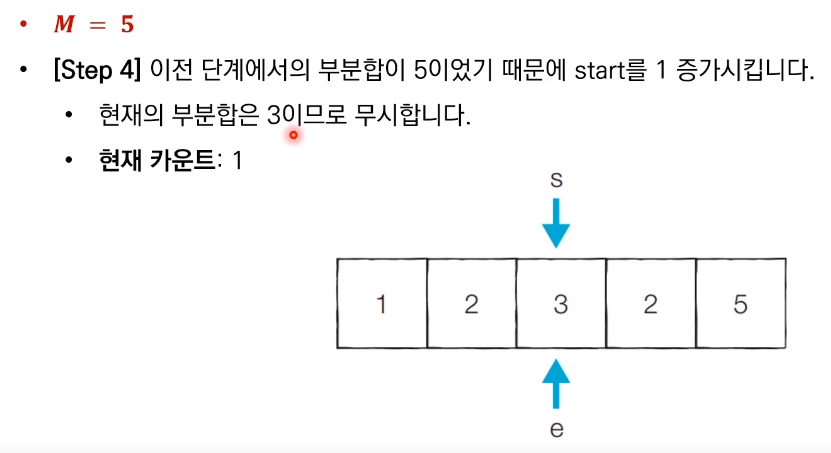 • M = 5
• [Step 4] 이전 단계에서의 부분합이 5이었기 때문에 start를 1 증가시킵니다.
• 현재의 부분합은 3이므로 무시합니다.
• 현재 카운트: 1
s
1 2 3 2 5
e